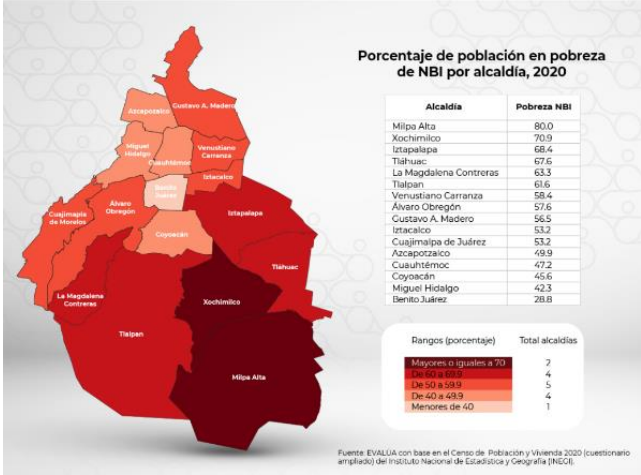 Porcentaje de población en pobreza
de NBI por alcaldía, 2020
Alcaldía Pobreza NBI
Milpa Alta 80.0
Xochimilco 70.9
Iztapalapa 68.4
Tláhuac 67.6
La Magdalena Contreras 63.3
Tlalpan 61.6
Venustiano Carranza 58.4
Álvaro Obregón 57.6
Gustavo A. Madero 56.5
Iztacalco 53.2
Cuajimalpa de Juárez 53.2
Azcapotzalco 49.9
Cuauhtémoc 47.2
Coyoacán 45.6
Miguel Hidalgo 42.3
Benito Juárez 28.8
Rangos (porcentaje) Total alcaldías
Mayores o iguales a 70 2
De 60 a 69.9 4
De 50 a 59.9 5
De 40 a 49.9 4
Menores de 40 1
Gustavo A. Madero
Azcapotzalco
Miguel
Hidalgo
Cuauhtémoc
Venustiano
Carranza
Iztacalco
Benito
Juárez
Álvaro
Obregón
Cuajimapla
de Morelos
Iztapalapa
Coyoacán
Tláhuac
La Magdalena
Contreras
Xochimilco
Tlalpan
Milpa Alta
Fuente: EVALÚA con base en el Censo de Población y Vivienda 2020 (cuestionario
ampliado) del Instituto Nacional de Estadística y Geografía (INEGI).